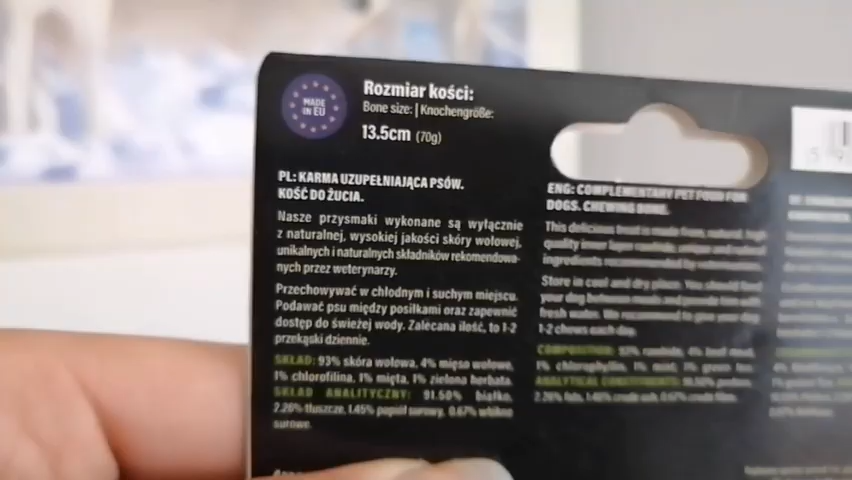 MADE
IN EU
Rozmiar kości:
Bone size: | Knochengröße:
13.5cm (70g)
PL: KARMA UZUPEŁNIAJĄCA PSÓW.
KOŚĆ DO ŻUCIA.
Nasze przysmaki wykonane są wyłącznie
z naturalnej, wysokiej jakości skóry wołowej,
unikalnych i naturalnych składników rekomendowa-
nych przez weterynarzy.
Przechowywać w chłodnym i suchym miejscu.
Podawać psu między posiłkami oraz zapewnić
dostęp do świeżej wody. Zalecana ilość, to 1-2
przekąski dziennie.
SKŁAD: 93% skóra wołowa, 4% mięso wołowe,
1% chlorofilina, 1% mięta, 1% zielona herbata.
SKŁAD ANALITYCZNY: 91.50% białko,
2.26% tłuszcze, 1.45% popiół surowy, 0.67% włókno
surowe.
ENG: COMPLEMENTARY PET FOOD FOR
DOGS. CHEWING BONE.
This delicious treat is made from, natural, high
quality inner layer rawhide, unique and natural
ingredients recommended by veterinarians.
Store in cool and dry place. You should feed
your dog between meals and provide him with
fresh water. We recommend to give your dog
1-2 chews each day.
COMPOSITION: 93% rawhide, 4% beef meat,
1% chlorophyllin, 1% mint, 1% green tea.
ANALYTICAL CONSTITUENTS: 91.50% protein,
2.26% fats, 1.45% crude ash, 0.67% crude fibre.
5 9